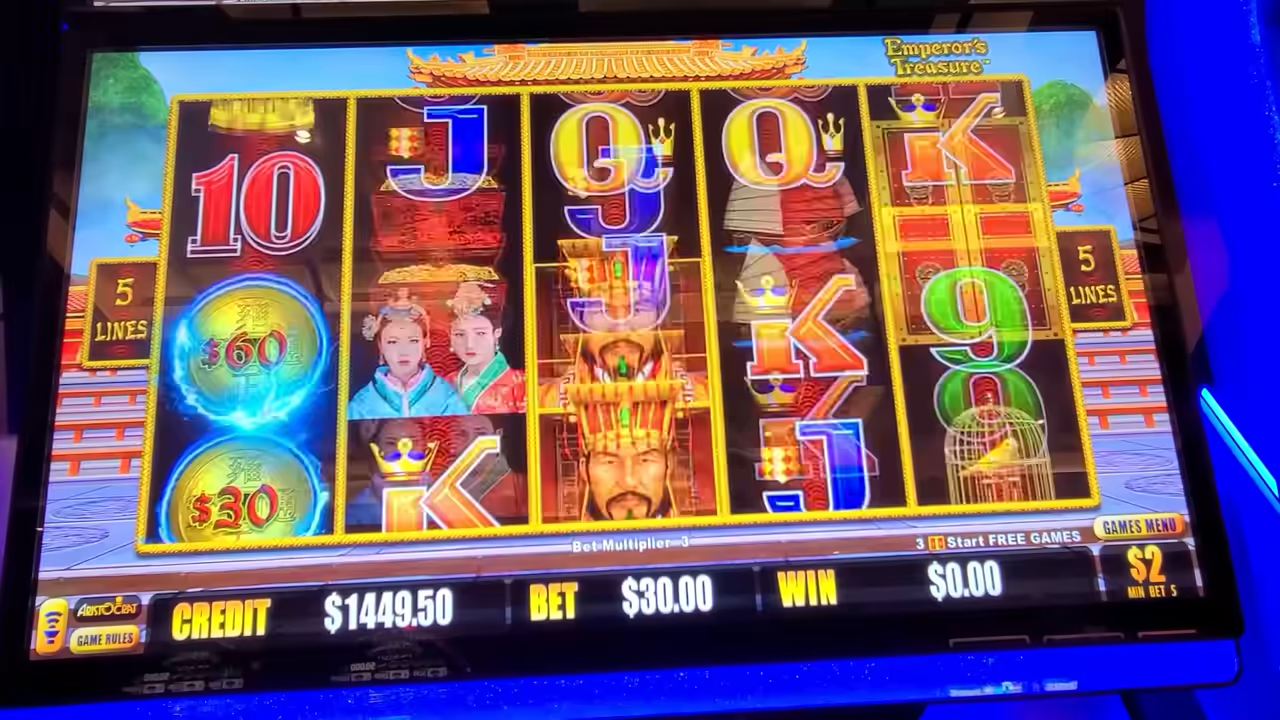 Emperor's
Treasure™
10
J
Q
J
Q
K
5
LINES
5
LINES
$60
J
K
9
$30
K
J
Bet Multiplier 3
3 Start FREE GAMES
GAMES MENU
ARISTOCRAT
GAME RULES
CREDIT
$1449.50
BET
$30.00
WIN
$0.00
$2
MIN BET 5